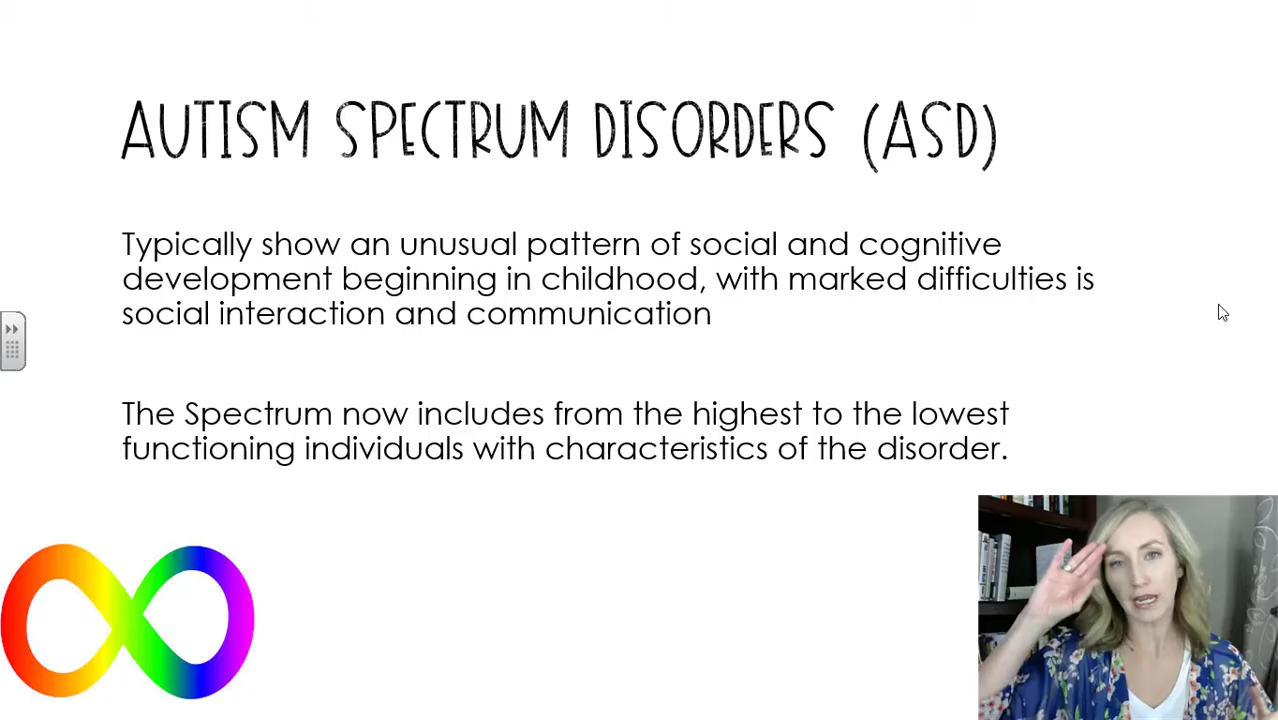 AUTISM SPECTRUM DISORDERS (ASD)
Typically show an unusual pattern of social and cognitive
development beginning in childhood, with marked difficulties is
social interaction and communication
The Spectrum now includes from the highest to the lowest
functioning individuals with characteristics of the disorder.